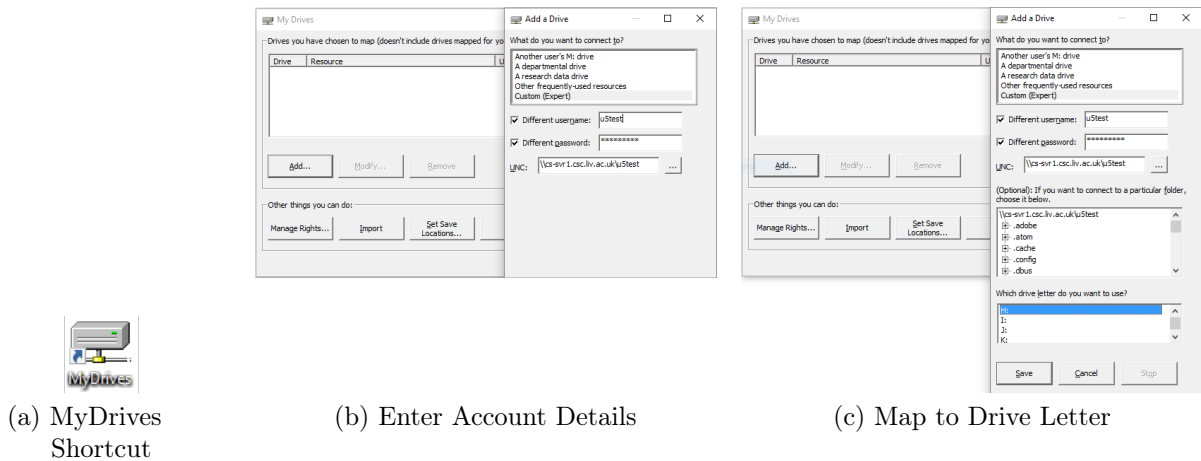 My Drives
Drives you have chosen to map (doesn't include drives mapped for yo
Drive Resource U
Add... Modify... Remove
Other things you can do:
Manage Rights... Import Set Save
Locations...
Add a Drive
What do you want to connect to?
Another user's M: drive
A departmental drive
A research data drive
Other frequently-used resources
Custom (Expert)
Different username: u5test
Different password: *********
UNC: \\cs-svr1.csc.liv.ac.uk\u5test ...
My Drives
Drives you have chosen to map (doesn't include drives mapped for yo
Drive Resource U
Add... Modify... Remove
Other things you can do:
Manage Rights... Import Set Save
Locations...
Add a Drive
What do you want to connect to?
Another user's M: drive
A departmental drive
A research data drive
Other frequently-used resources
Custom (Expert)
Different username: u5test
Different password: *********
UNC: \\cs-svr1.csc.liv.ac.uk\u5test ...
(Optional): If you want to connect to a particular folder,
choose it below.
\\cs-svr1.csc.liv.ac.uk\u5test
.adobe
.atom
.cache
.config
.dbus
Which drive letter do you want to use?
H:
I:
J:
K:
Save Cancel Stop
MyDrives
(a) MyDrives
Shortcut
(b) Enter Account Details
(c) Map to Drive Letter